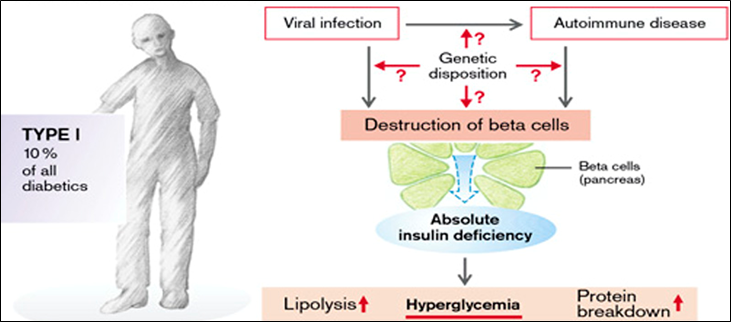 TYPE I
10 %
of all
diabetics
Viral infection
Autoimmune disease
?
Genetic
disposition
?
?
?
Destruction of beta cells
Beta cells
(pancreas)
Absolute
insulin deficiency
Lipolysis
Hyperglycemia
Protein
breakdown